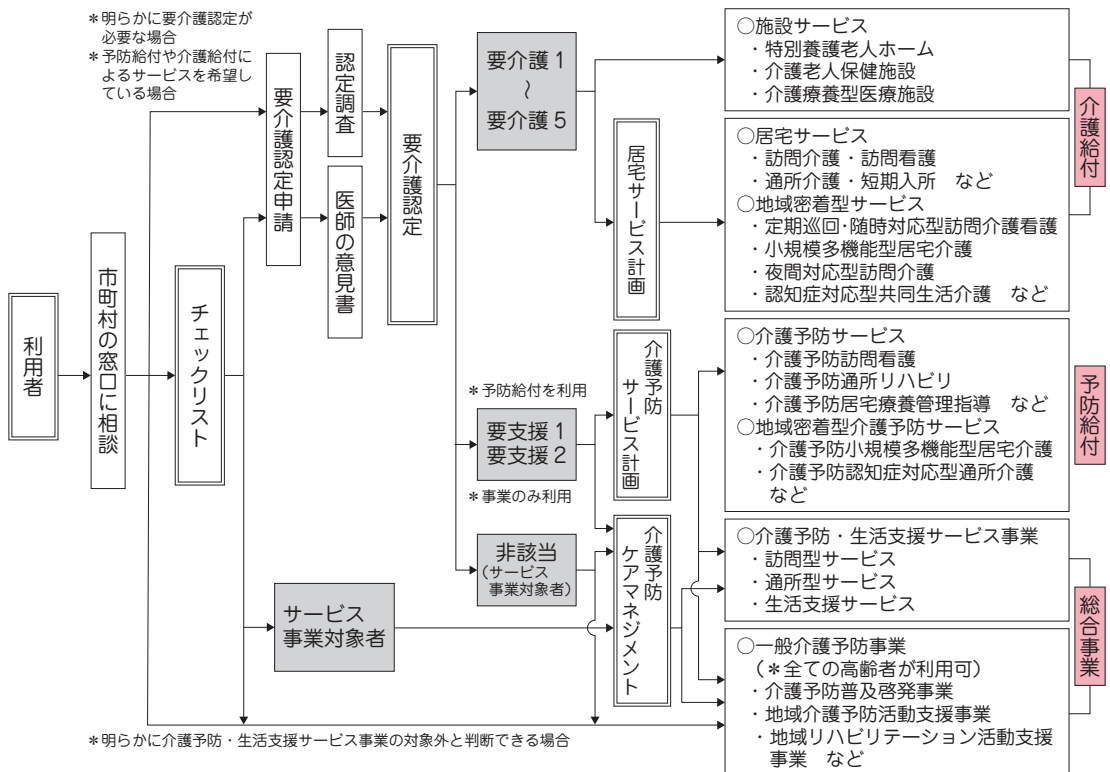 ＊明らかに要介護認定が
必要な場合
＊予防給付や介護給付に
よるサービスを希望し
ている場合
利用者
市町村の窓口に相談
チェックリスト
要介護認定申請
認定調査
医師の意見書
要介護認定
要介護1
～
要介護5
＊予防給付を利用
要支援1
要支援2
＊事業のみ利用
非該当
（サービス
事業対象者）
サービス
事業対象者
居宅サービス計画
介護予防
サービス計画
介護予防
ケアマネジメント
○施設サービス
・特別養護老人ホーム
・介護老人保健施設
・介護療養型医療施設
○居宅サービス
・訪問介護・訪問看護
・通所介護・短期入所　など
○地域密着型サービス
・定期巡回・随時対応型訪問介護看護
・小規模多機能型居宅介護
・夜間対応型訪問介護
・認知症対応型共同生活介護　など
介護給付
○介護予防サービス
・介護予防訪問看護
・介護予防通所リハビリ
・介護予防居宅療養管理指導　など
○地域密着型介護予防サービス
・介護予防小規模多機能型居宅介護
・介護予防認知症対応型通所介護
など
予防給付
○介護予防・生活支援サービス事業
・訪問型サービス
・通所型サービス
・生活支援サービス
○一般介護予防事業
（＊全ての高齢者が利用可）
・介護予防普及啓発事業
・地域介護予防活動支援事業
・地域リハビリテーション活動支援
事業　など
総合事業
＊明らかに介護予防・生活支援サービス事業の対象外と判断できる場合